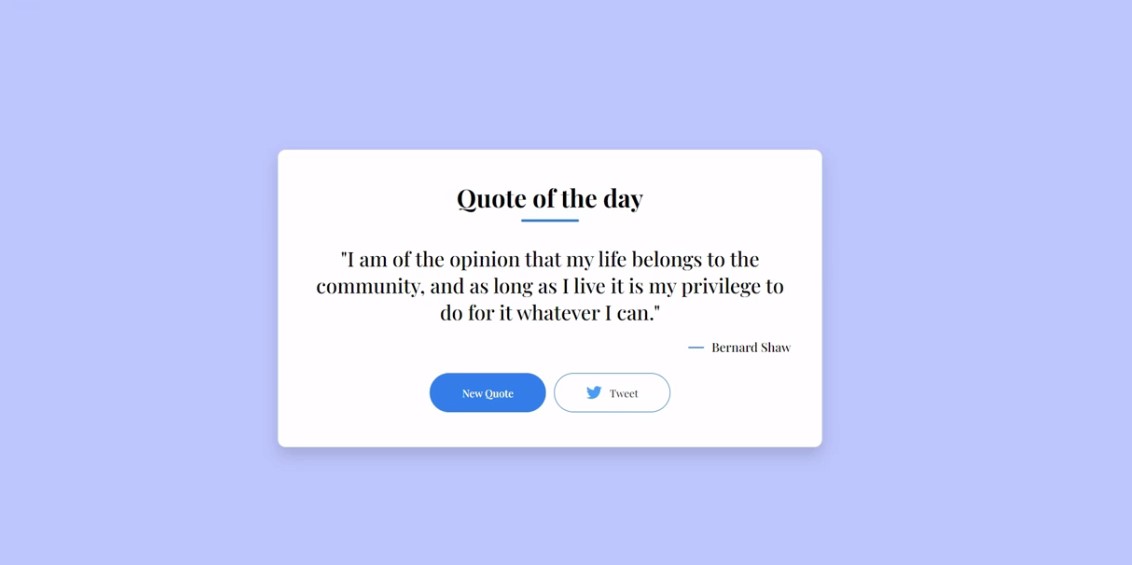 Quote of the day
"I am of the opinion that my life belongs to the
community, and as long as I live it is my privilege to
do for it whatever I can."
— Bernard Shaw
New Quote
Tweet